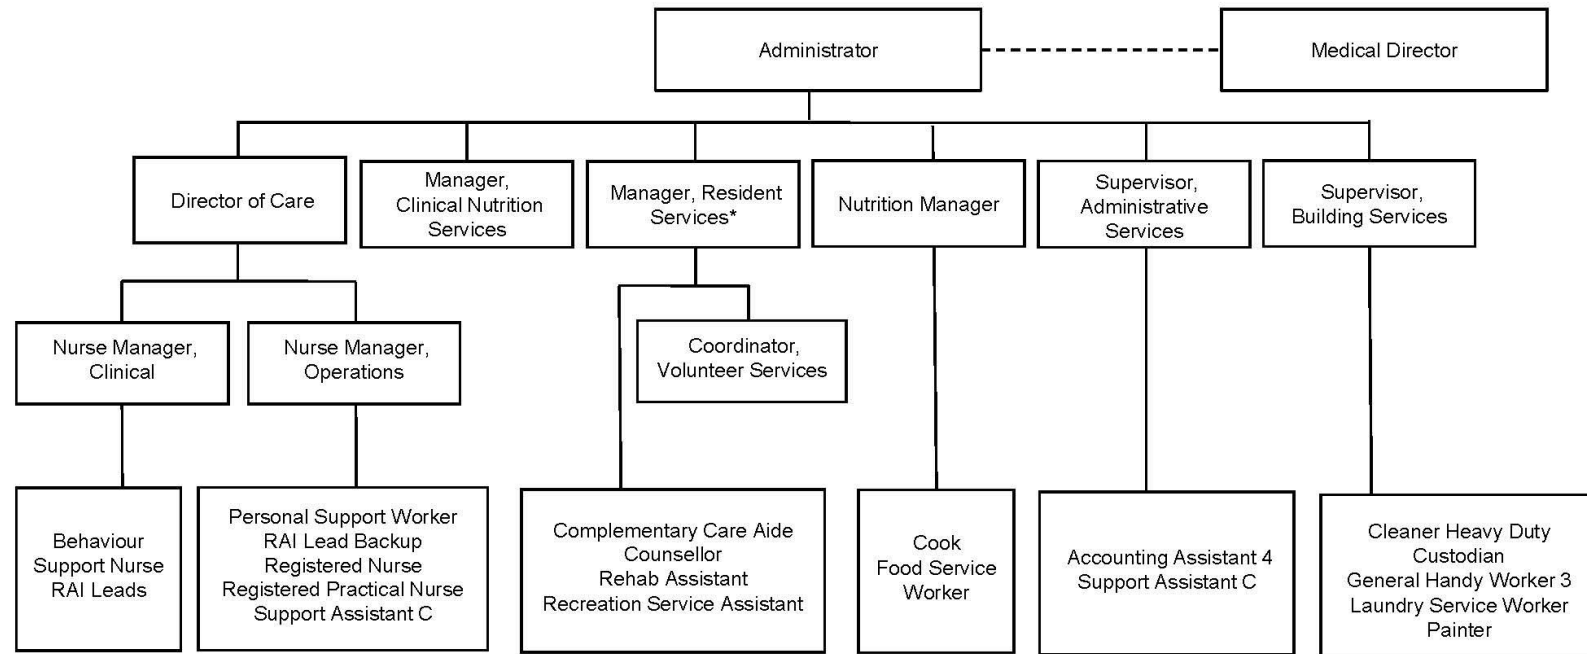 Administrator
Medical Director
Director of Care
Manager,
Clinical Nutrition
Services
Manager, Resident
Services*
Nutrition Manager
Supervisor,
Administrative
Services
Supervisor,
Building Services
Nurse Manager,
Clinical
Nurse Manager,
Operations
Coordinator,
Volunteer Services
Behaviour
Support Nurse
RAI Leads
Personal Support Worker
RAI Lead Backup
Registered Nurse
Registered Practical Nurse
Support Assistant C
Complementary Care Aide
Counsellor
Rehab Assistant
Recreation Service Assistant
Cook
Food Service
Worker
Accounting Assistant 4
Support Assistant C
Cleaner Heavy Duty
Custodian
General Handy Worker 3
Laundry Service Worker
Painter